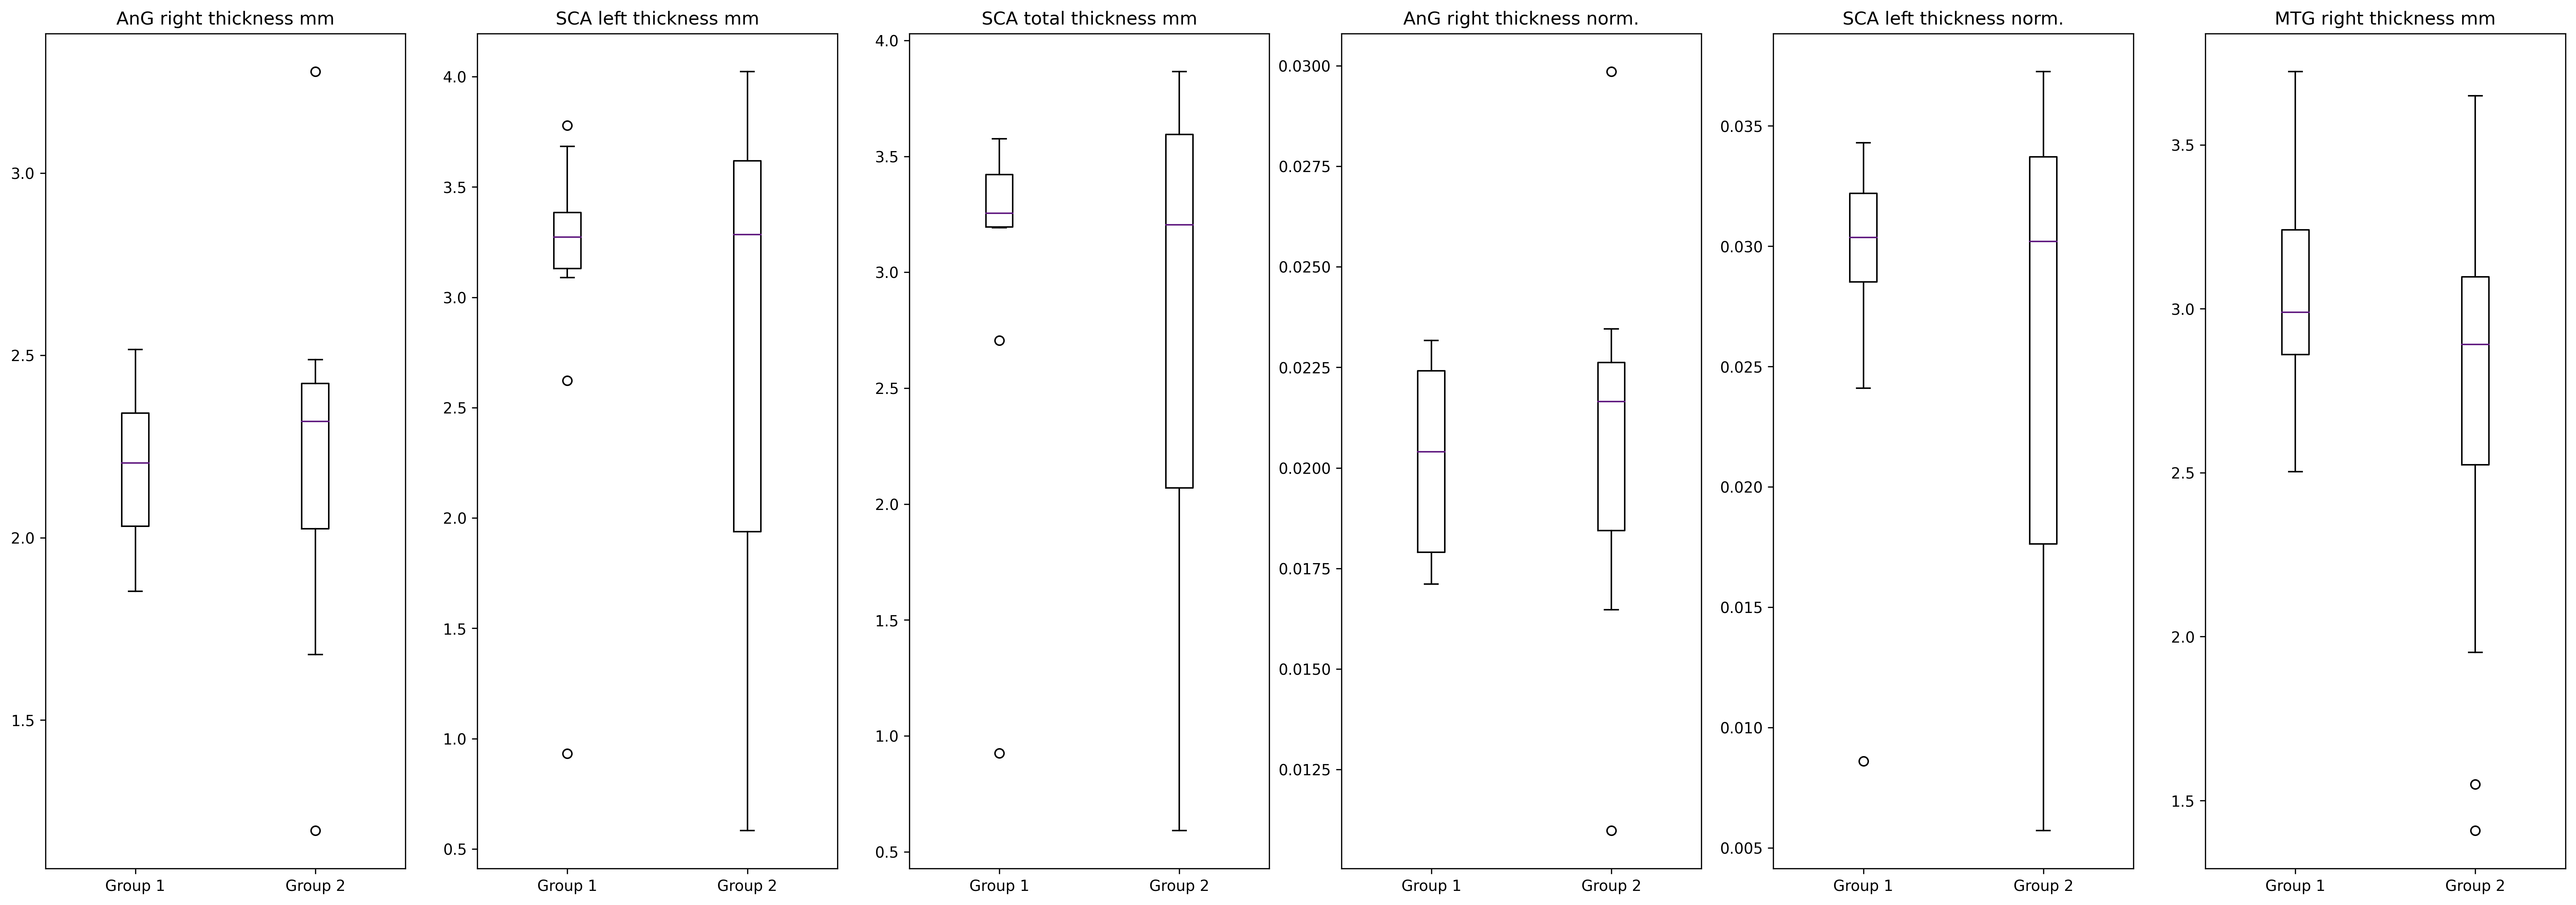 AnG right thickness mm
3.0
2.5
2.0
1.5
Group 1
Group 2
SCA left thickness mm
4.0
3.5
3.0
2.5
2.0
1.5
1.0
0.5
Group 1
Group 2
SCA total thickness mm
4.0
3.5
3.0
2.5
2.0
1.5
1.0
0.5
Group 1
Group 2
AnG right thickness norm.
0.0300
0.0275
0.0250
0.0225
0.0200
0.0175
0.0150
0.0125
Group 1
Group 2
SCA left thickness norm.
0.035
0.030
0.025
0.020
0.015
0.010
0.005
Group 1
Group 2
MTG right thickness mm
3.5
3.0
2.5
2.0
1.5
Group 1
Group 2